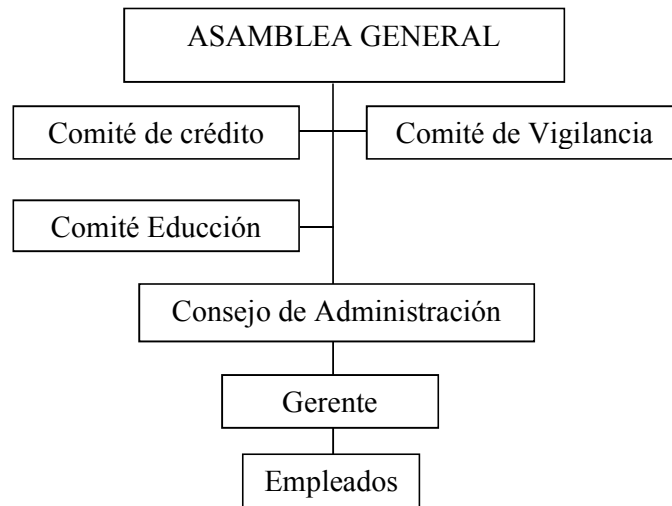 ASAMBLEA GENERAL
Comité de crédito
Comité de Vigilancia
Comité Educción
Consejo de Administración
Gerente
Empleados